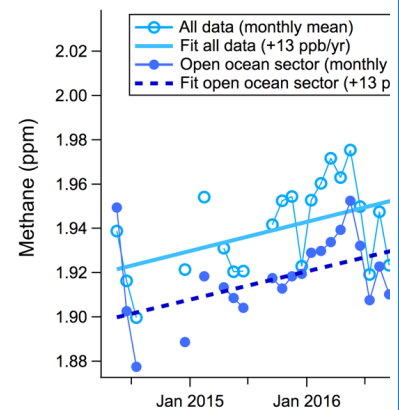 All data (monthly mean)
Fit all data (+13 ppb/yr)
Open ocean sector (monthly
Fit open ocean sector (+13 p
Methane (ppm)
2.02
2.00
1.98
1.96
1.94
1.92
1.90
1.88
Jan 2015
Jan 2016